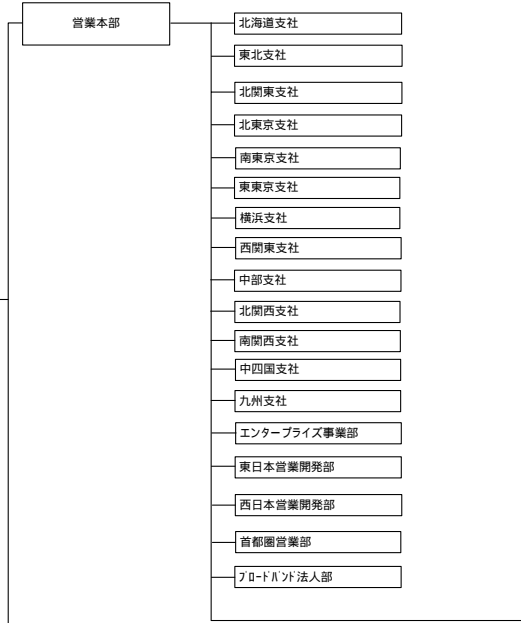 営業本部
北海道支社
東北支社
北関東支社
北東京支社
南東京支社
東東京支社
横浜支社
西関東支社
中部支社
北関西支社
南関西支社
中四国支社
九州支社
エンタープライズ事業部
東日本営業開発部
西日本営業開発部
首都圏営業部
ﾌﾞﾛｰﾄﾞﾊﾞﾝﾄﾞ法人部